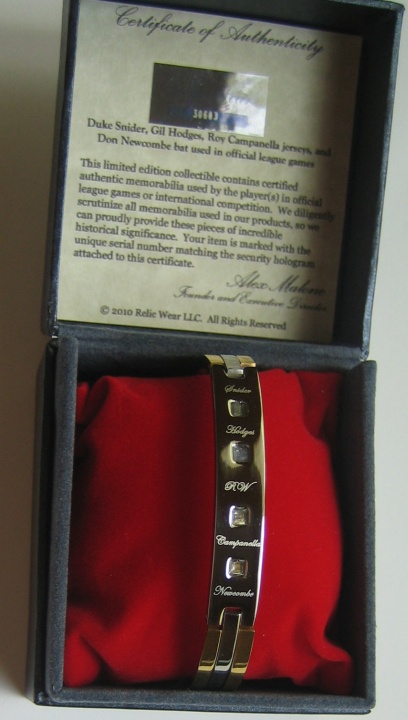 Certificate of Authenticity
30603
Duke Snider, Gil Hodges, Roy Campanella jerseys, and
Don Newcombe bat used in official league games
This limited edition collectible contains certified
authentic memorabilia used by the player(s) in official
league games or international competition. We diligently
scrutinize all memorabilia used in our products, so we
can proudly provide these pieces of incredible
historical significance. Your item is marked with the
unique serial number matching the security hologram
attached to this certificate.
Alex Malone
Founder and Executive Director
© 2010 Relic Wear LLC. All Rights Reserved
Snider
Hodges
RW
Campanella
Newcombe